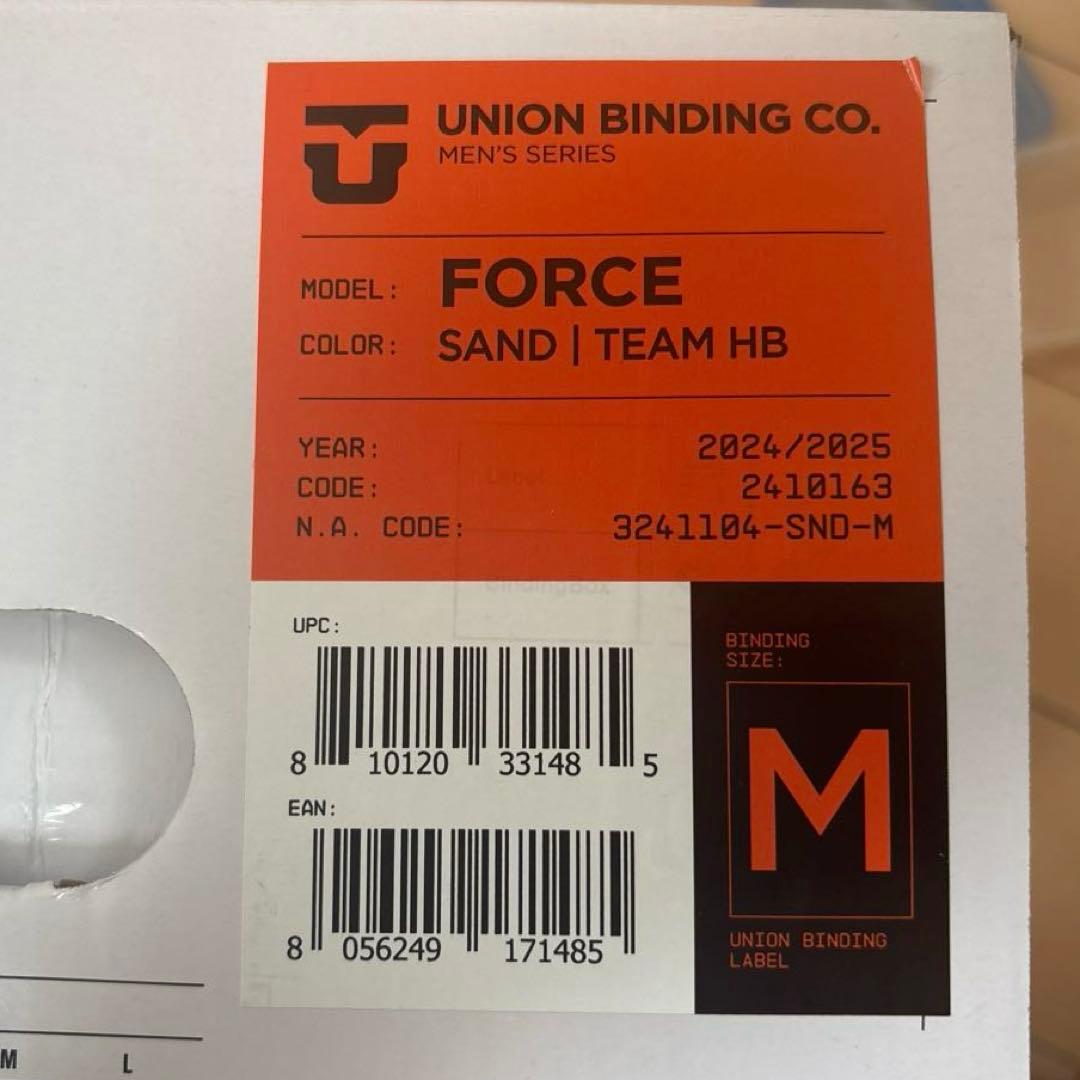 UNION BINDING CO.
MEN'S SERIES
MODEL: FORCE
COLOR: SAND | TEAM HB
YEAR: 2024/2025
CODE: 2410163
N.A. CODE: 3241104-SND-M
UPC:
8 10120 33148 5
EAN:
8 056249 171485
BINDING
SIZE:
M
UNION BINDING
LABEL
M L